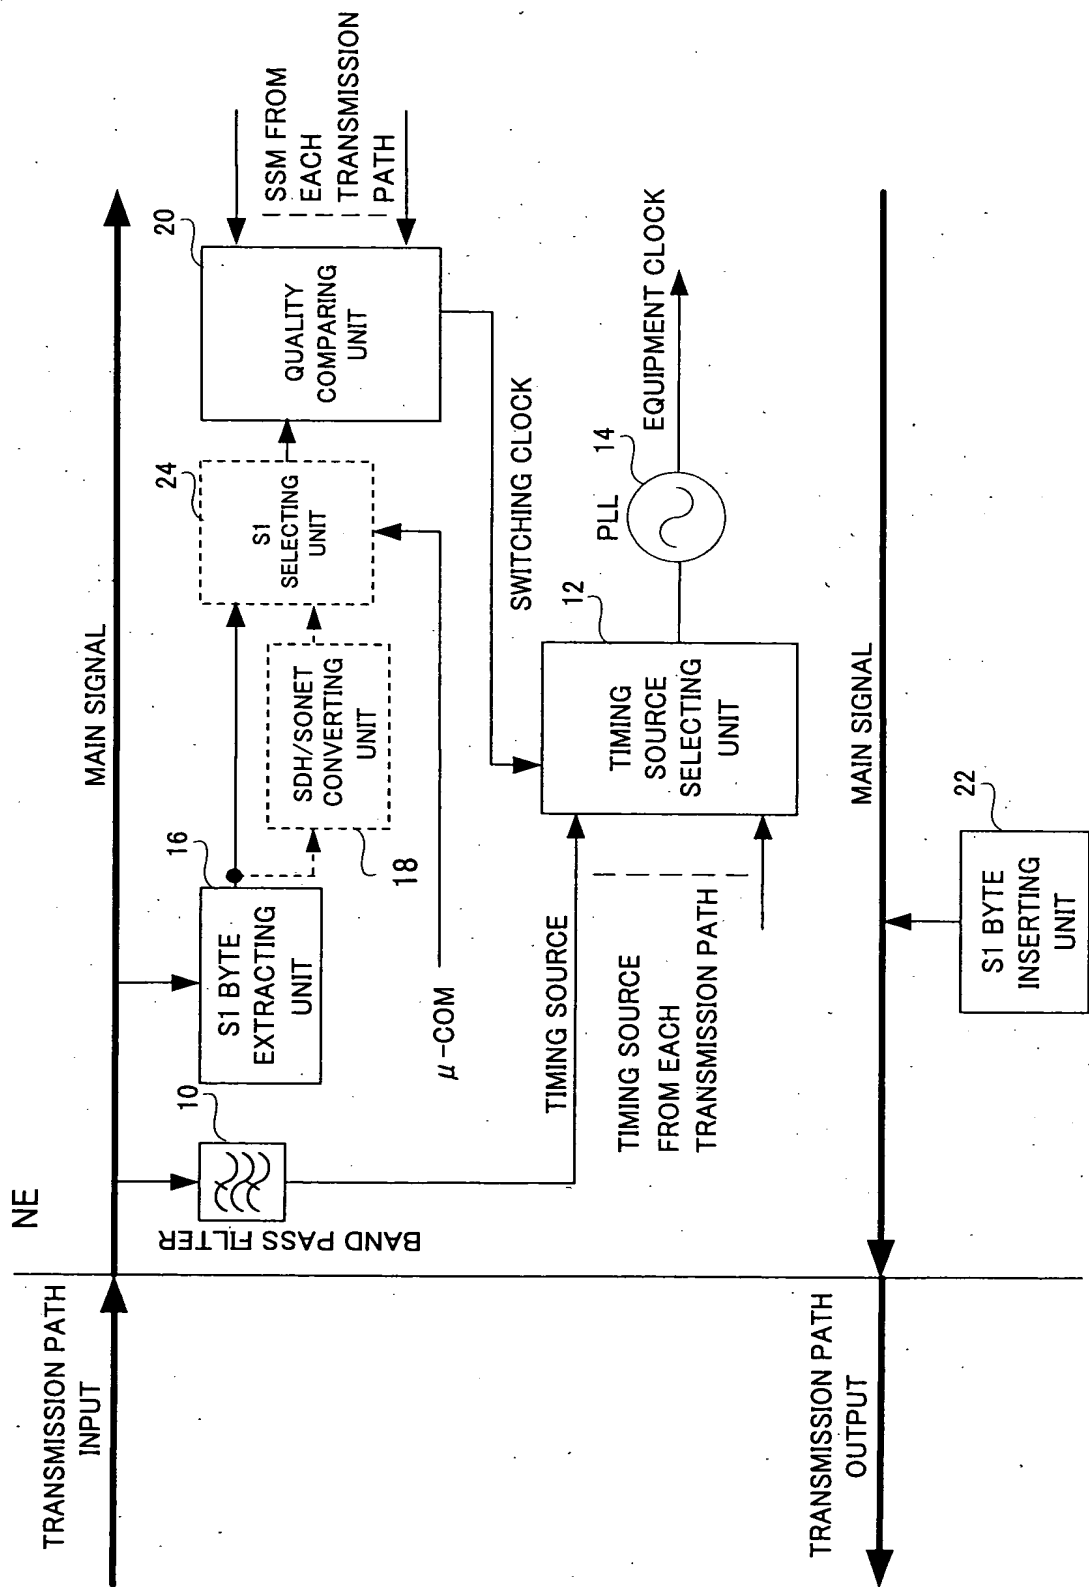 NE
TRANSMISSION PATH
INPUT
MAIN SIGNAL
10
BAND PASS FILTER
16
S1 BYTE
EXTRACTING
UNIT
18
SDH/SONET
CONVERTING
UNIT
24
S1
SELECTING
UNIT
20
QUALITY
COMPARING
UNIT
SSM FROM
EACH
TRANSMISSION
PATH
μ-COM
SWITCHING CLOCK
TIMING SOURCE
TIMING SOURCE
FROM EACH
TRANSMISSION PATH
12
TIMING
SOURCE
SELECTING
UNIT
PLL
14
EQUIPMENT CLOCK
MAIN SIGNAL
TRANSMISSION PATH
OUTPUT
22
S1 BYTE
INSERTING
UNIT